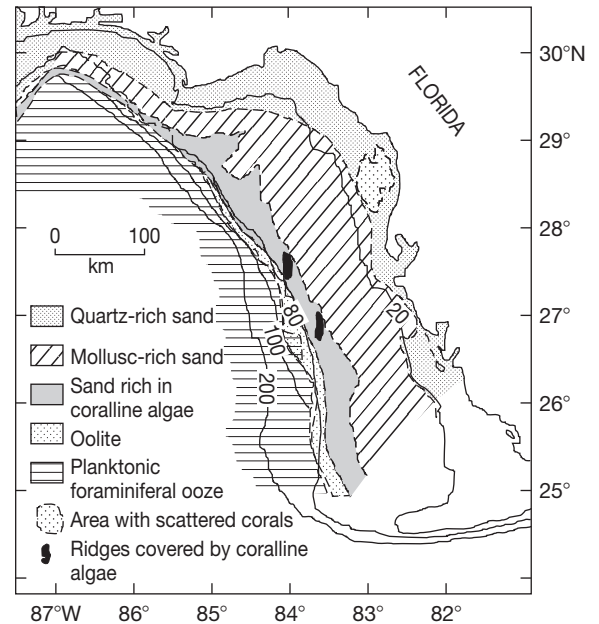 30°N
FLORIDA
29°
28°
0 100
km
27°
80
20
100
200
Quartz-rich sand
Mollusc-rich sand
Sand rich in
coralline algae
26°
Oolite
Planktonic
foraminiferal ooze
25°
Area with scattered corals
Ridges covered by coralline
algae
87°W 86° 85° 84° 83° 82°